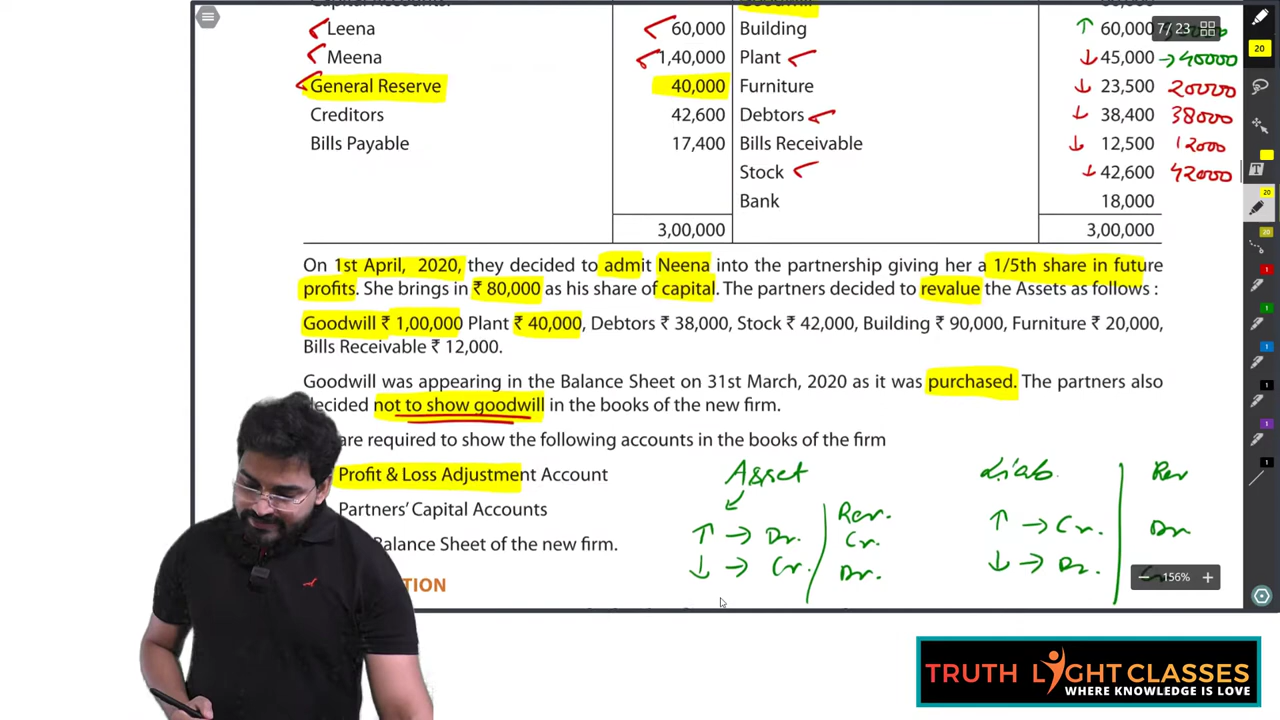 7 / 23
Leena 60,000 Building 60,000
Meena 1,40,000 Plant 45,000 → 40000
General Reserve 40,000 Furniture 23,500 20000
Creditors 42,600 Debtors 38,400 38000
Bills Payable 17,400 Bills Receivable 12,500 12000
Stock 42,600 42000
Bank 18,000
3,00,000 3,00,000
On 1st April, 2020, they decided to admit Neena into the partnership giving her a 1/5th share in future
profits. She brings in ₹ 80,000 as his share of capital. The partners decided to revalue the Assets as follows :
Goodwill ₹ 1,00,000 Plant ₹ 40,000, Debtors ₹ 38,000, Stock ₹ 42,000, Building ₹ 90,000, Furniture ₹ 20,000,
Bills Receivable ₹ 12,000.
Goodwill was appearing in the Balance Sheet on 31st March, 2020 as it was purchased. The partners also
decided not to show goodwill in the books of the new firm.
are required to show the following accounts in the books of the firm
Profit & Loss Adjustment Account
Partners' Capital Accounts
Balance Sheet of the new firm.
Asset Liab. Rev
Rev.
↑ → Dr. Cr. ↑ → Cr. Dr
↓ → Cr. Dr. ↓ → Dr.
156%
TRUTH LIGHT CLASSES
WHERE KNOWLEDGE IS LOVE